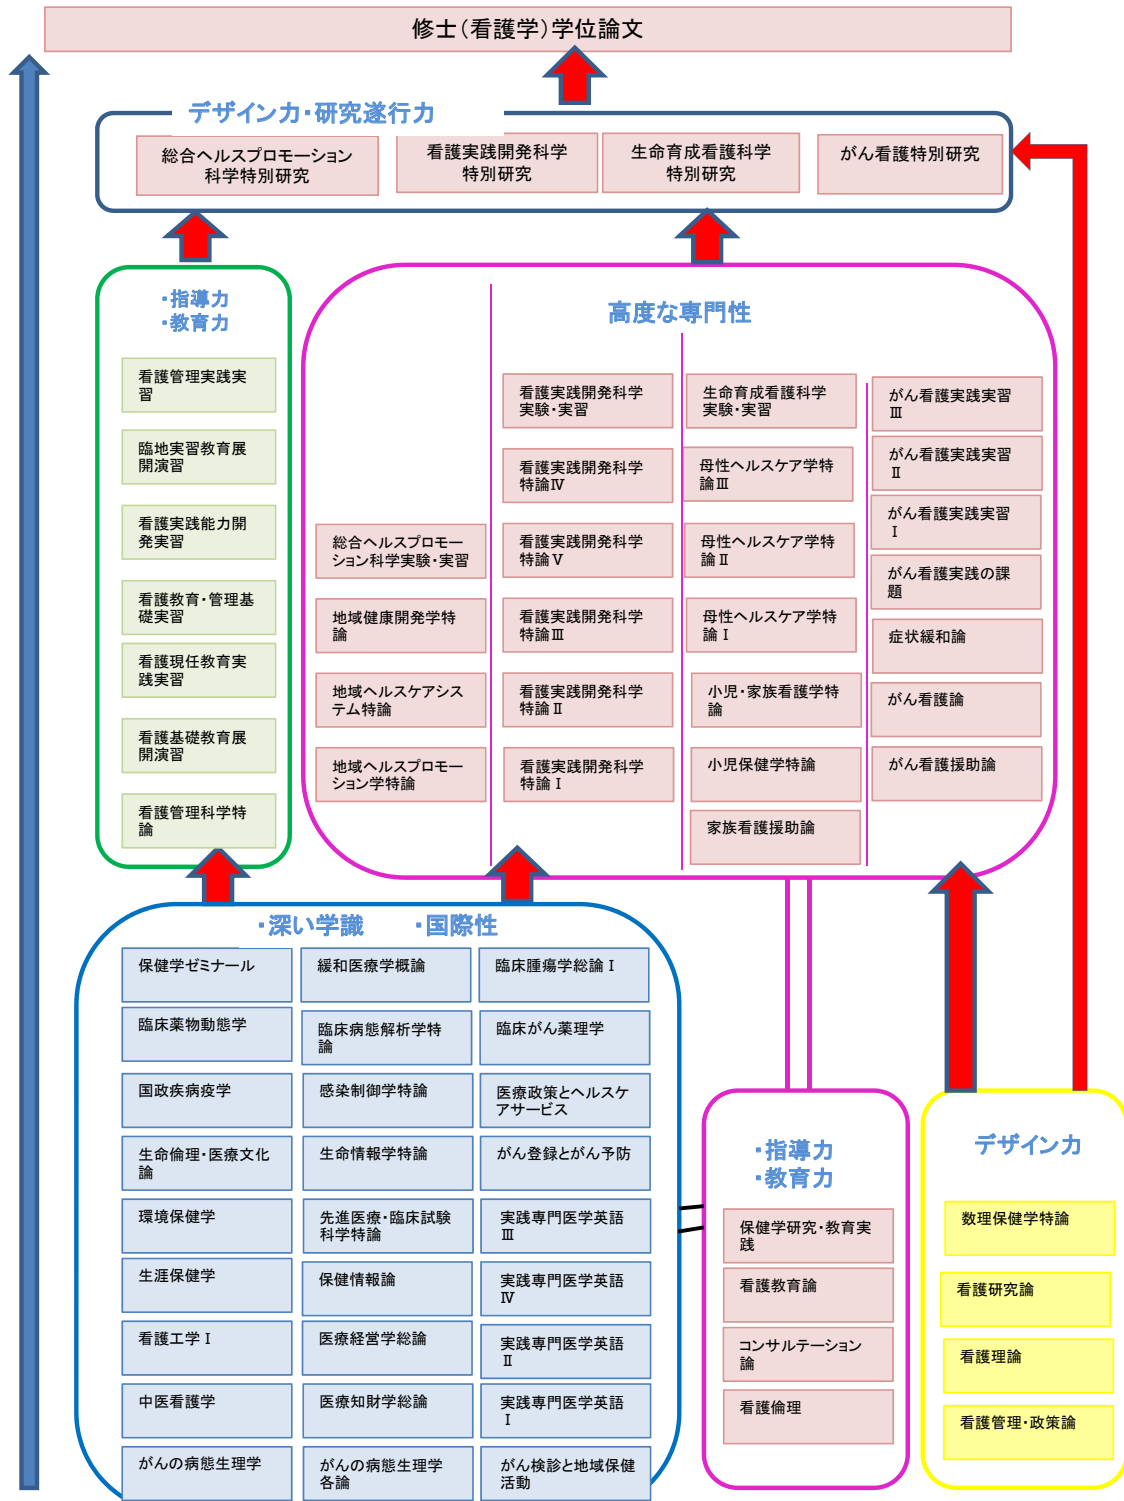 修士(看護学)学位論文
デザイン力・研究遂行力
総合ヘルスプロモーション
科学特別研究
看護実践開発科学
特別研究
生命育成看護科学
特別研究
がん看護特別研究
・指導力
・教育力
看護管理実践実
習
臨地実習教育展
開演習
看護実践能力開
発実習
看護教育・管理基
礎実習
看護現任教育実
践実習
看護基礎教育展
開演習
看護管理科学特
論
高度な専門性
総合ヘルスプロモー
ション科学実験・実習
地域健康開発学特
論
地域ヘルスケアシス
テム特論
地域ヘルスプロモー
ション学特論
看護実践開発科学
実験・実習
看護実践開発科学
特論Ⅳ
看護実践開発科学
特論Ⅴ
看護実践開発科学
特論Ⅲ
看護実践開発科学
特論Ⅱ
看護実践開発科学
特論Ⅰ
生命育成看護科学
実験・実習
母性ヘルスケア学特
論Ⅲ
母性ヘルスケア学特
論Ⅱ
母性ヘルスケア学特
論Ⅰ
小児・家族看護学特
論
小児保健学特論
家族看護援助論
がん看護実践実習
Ⅲ
がん看護実践実習
Ⅱ
がん看護実践実習
Ⅰ
がん看護実践の課
題
症状緩和論
がん看護論
がん看護援助論
・深い学識 ・国際性
保健学ゼミナール
臨床薬物動態学
国政疾病疫学
生命倫理・医療文化
論
環境保健学
生涯保健学
看護工学Ⅰ
中医看護学
がんの病態生理学
緩和医療学概論
臨床病態解析学特
論
感染制御学特論
生命情報学特論
先進医療・臨床試験
科学特論
保健情報論
医療経営学総論
医療知財学総論
がんの病態生理学
各論
臨床腫瘍学総論Ⅰ
臨床がん薬理学
医療政策とヘルスケ
アサービス
がん登録とがん予防
実践専門医学英語
Ⅲ
実践専門医学英語
Ⅳ
実践専門医学英語
Ⅱ
実践専門医学英語
Ⅰ
がん検診と地域保健
活動
・指導力
・教育力
保健学研究・教育実
践
看護教育論
コンサルテーション
論
看護倫理
デザイン力
数理保健学特論
看護研究論
看護理論
看護管理・政策論